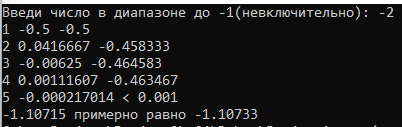 Введи число в диапазоне до -1(невключительно): -2
1 -0.5 -0.5
2 0.0416667 -0.458333
3 -0.00625 -0.464583
4 0.00111607 -0.463467
5 -0.000217014 < 0.001
-1.10715 примерно равно -1.10733